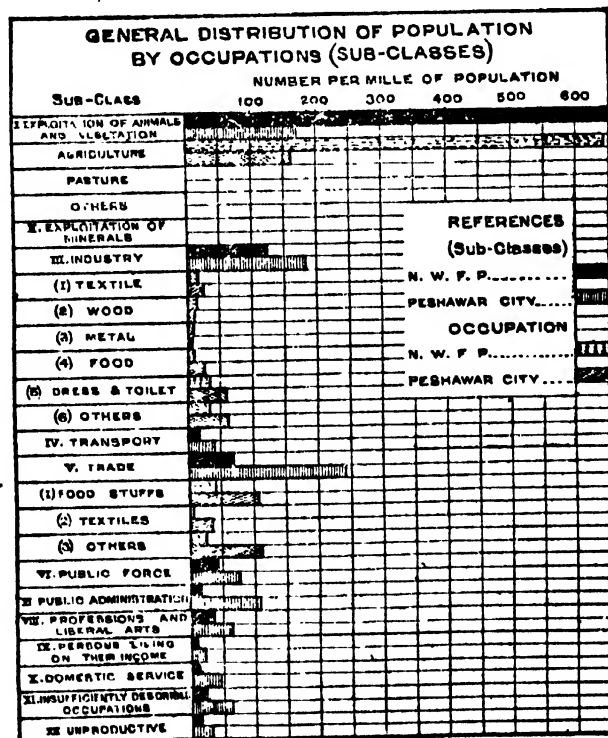 GENERAL DISTRIBUTION OF POPULATION
BY OCCUPATIONS (SUB-CLASSES)
NUMBER PER MILLE OF POPULATION
SUB-CLASS 100 200 300 400 500 600
I EXPLOITATION OF ANIMALS
AND VEGETATION
AGRICULTURE
PASTURE
OTHERS
II. EXPLOITATION OF
MINERALS
III. INDUSTRY
(1) TEXTILE
(2) WOOD
(3) METAL
(4) FOOD
(5) DRESS & TOILET
(6) OTHERS
IV. TRANSPORT
V. TRADE
(1) FOOD STUFFS
(2) TEXTILES
(3) OTHERS
VI. PUBLIC FORCE
PUBLIC ADMINISTRATION
VIII. PROFESSIONS AND
LIBERAL ARTS
IX. PERSONS LIVING
ON THEIR INCOME
X. DOMESTIC SERVICE
XI. INSUFFICIENTLY DESCRIBED
OCCUPATIONS
XII UNPRODUCTIVE
REFERENCES
(Sub-Classes)
N. W. F. P.
PESHAWAR CITY
OCCUPATION
N. W. F. P.
PESHAWAR CITY